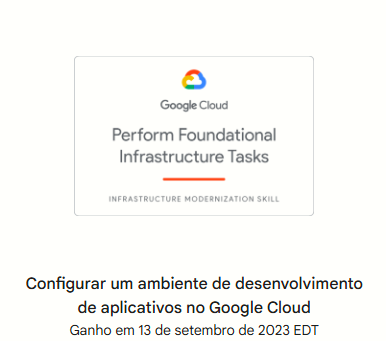 Google Cloud
Perform Foundational
Infrastructure Tasks
INFRASTRUCTURE MODERNIZATION SKILL
Configurar um ambiente de desenvolvimento
de aplicativos no Google Cloud
Ganho em 13 de setembro de 2023 EDT